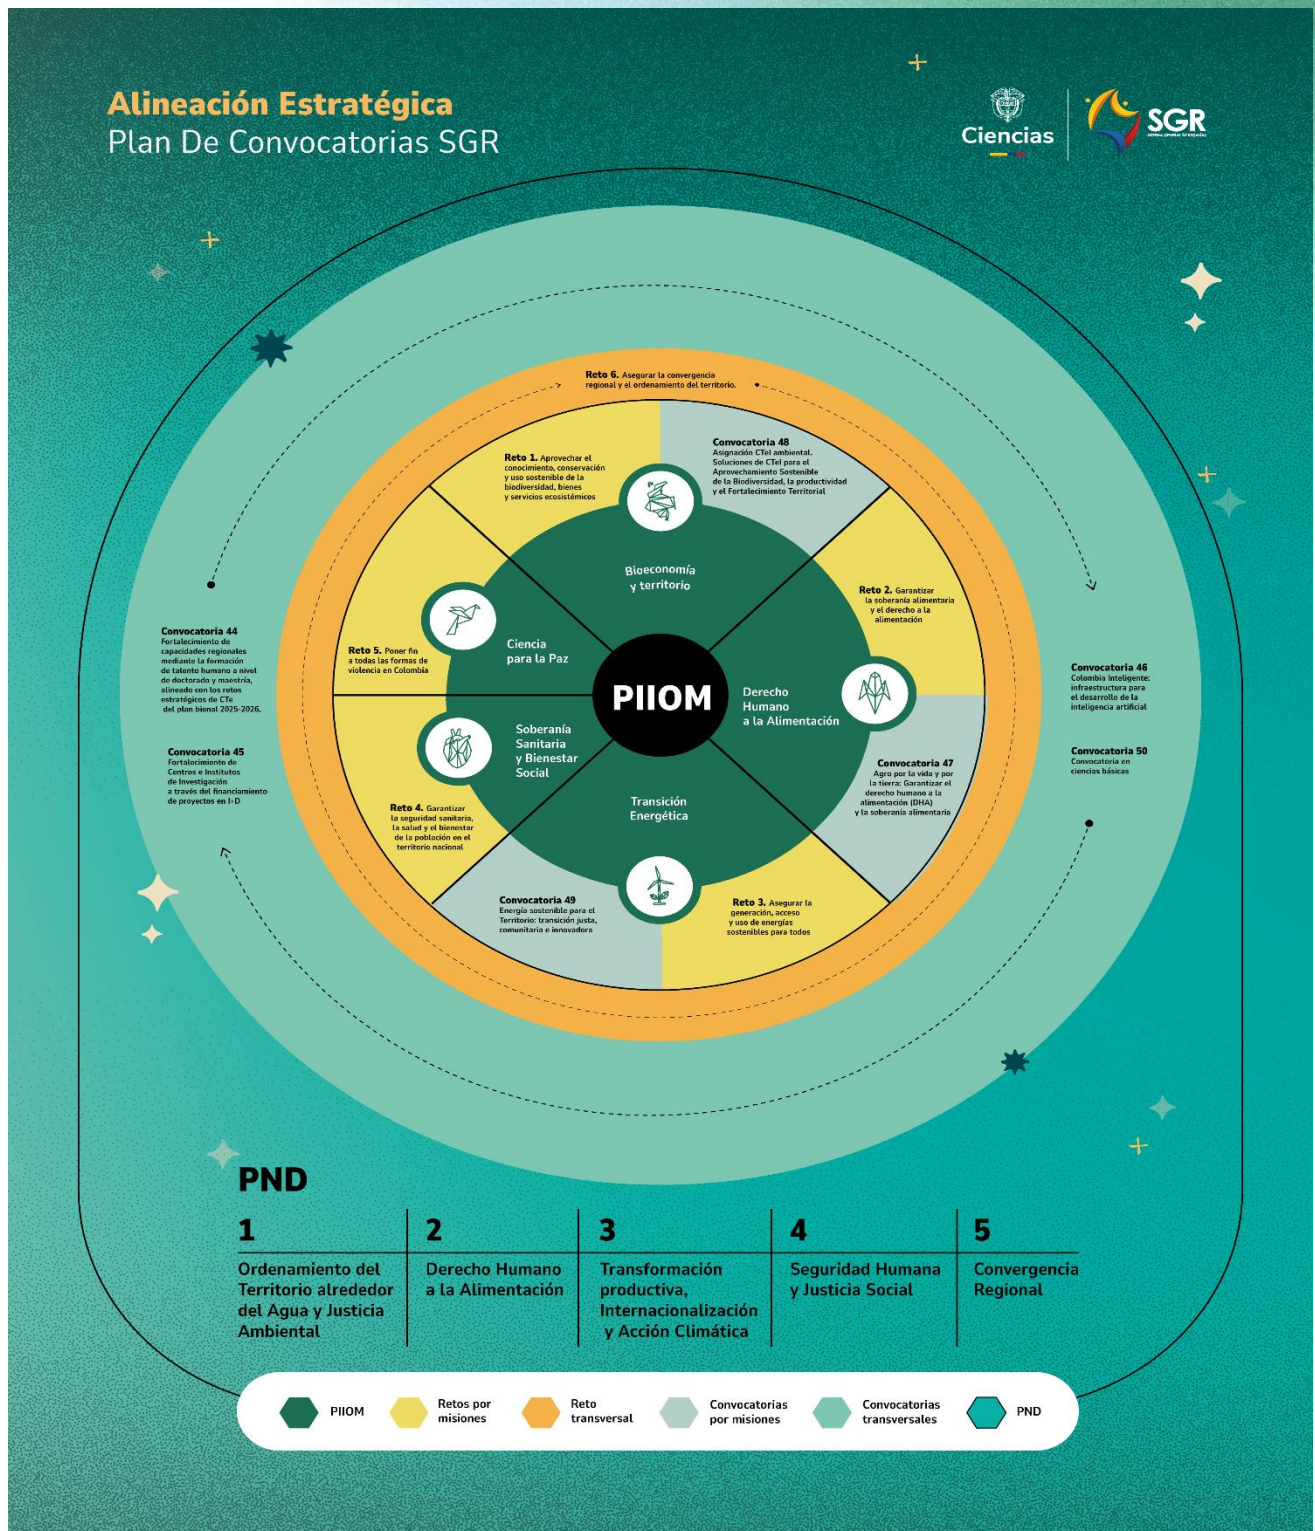 Alineación Estratégica
Plan De Convocatorias SGR
Ciencias
SGR
SISTEMA GENERAL DE REGALÍAS
Reto 6. Asegurar la convergencia
regional y el ordenamiento del territorio.
Reto 1. Aprovechar el
conocimiento, conservación
y uso sostenible de la
biodiversidad, bienes
y servicios ecosistémicos
Convocatoria 48
Asignación CTeI ambiental.
Soluciones de CTeI para el
Aprovechamiento Sostenible
de la Biodiversidad, la productividad
y el Fortalecimiento Territorial
Bioeconomía
y territorio
Reto 2. Garantizar
la soberanía alimentaria
y el derecho a la
alimentación
Convocatoria 44
Fortalecimiento de
capacidades regionales
mediante la formación
de talento humano a nivel
de doctorado y maestría,
alineado con los retos
estratégicos de CTe
del plan bienal 2025-2026.
Reto 5. Poner fin
a todas las formas de
violencia en Colombia
Ciencia
para la Paz
PIIOM
Derecho
Humano
a la Alimentación
Convocatoria 46
Colombia Inteligente:
infraestructura para
el desarrollo de la
inteligencia artificial
Convocatoria 45
Fortalecimiento de
Centros e Institutos
de Investigación
a través del financiamiento
de proyectos en I+D
Soberanía
Sanitaria
y Bienestar
Social
Convocatoria 50
Convocatoria en
ciencias básicas
Convocatoria 47
Agro por la vida y por
la tierra: Garantizar el
derecho humano a la
alimentación (DHA)
y la soberanía alimentaria
Reto 4. Garantizar
la seguridad sanitaria,
la salud y el bienestar
de la población en el
territorio nacional
Transición
Energética
Convocatoria 49
Energía sostenible para el
Territorio: transición justa,
comunitaria e innovadora
Reto 3. Asegurar la
generación, acceso
y uso de energías
sostenibles para todos
PND
1
Ordenamiento del
Territorio alrededor
del Agua y Justicia
Ambiental
2
Derecho Humano
a la Alimentación
3
Transformación
productiva,
Internacionalización
y Acción Climática
4
Seguridad Humana
y Justicia Social
5
Convergencia
Regional
PIIOM
Retos por
misiones
Reto
transversal
Convocatorias
por misiones
Convocatorias
transversales
PND